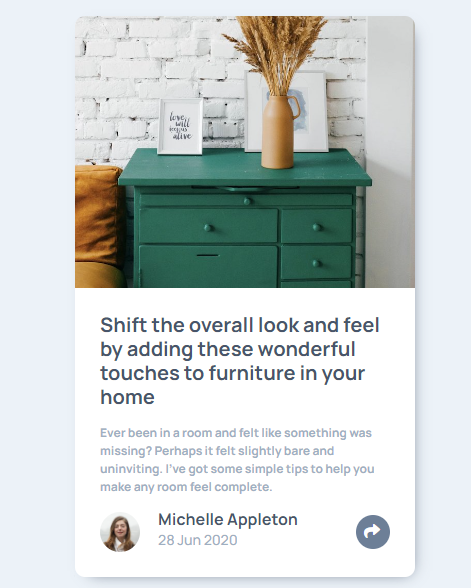 love
will
keep us
alive
Shift the overall look and feel
by adding these wonderful
touches to furniture in your
home
Ever been in a room and felt like something was
missing? Perhaps it felt slightly bare and
uninviting. I've got some simple tips to help you
make any room feel complete.
Michelle Appleton
28 Jun 2020